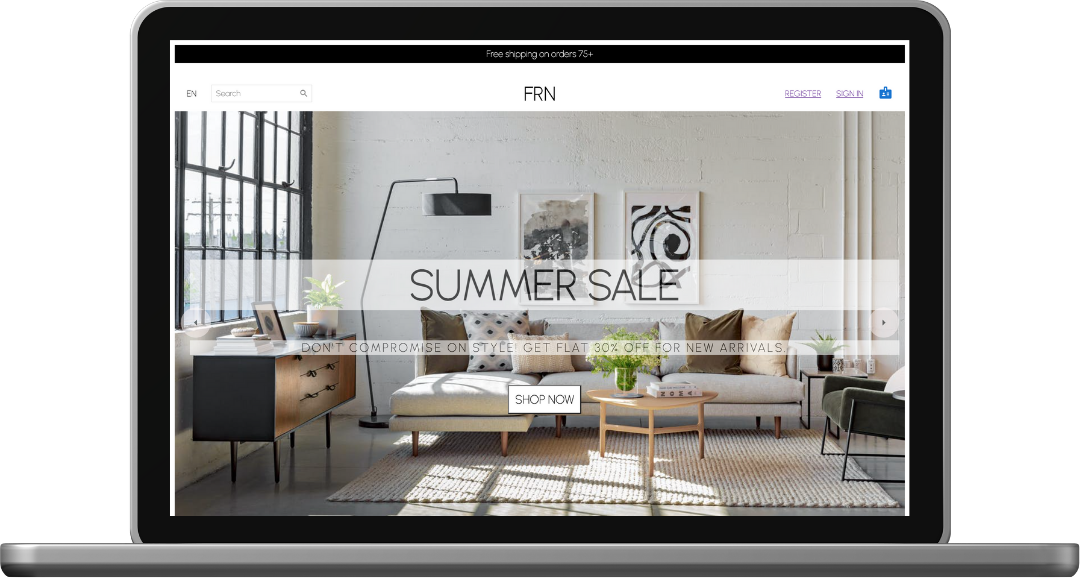 Free shipping on orders 75+
EN
Search
FRN
REGISTER
SIGN IN
SUMMER SALE
DON'T COMPROMISE ON STYLE! GET FLAT 30% OFF FOR NEW ARRIVALS.
SHOP NOW